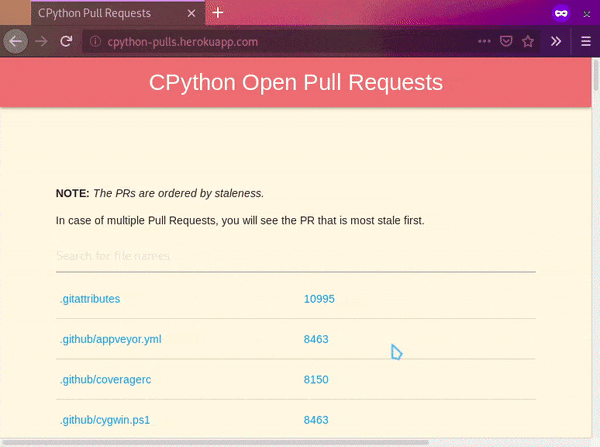 CPython Pull Requests
cpython-pulls.herokuapp.com
CPython Open Pull Requests
NOTE: The PRs are ordered by staleness.
In case of multiple Pull Requests, you will see the PR that is most stale first.
Search for file names
.gitattributes 10995
.github/appveyor.yml 8463
.github/coveragerc 8150
.github/cygwin.ps1 8463